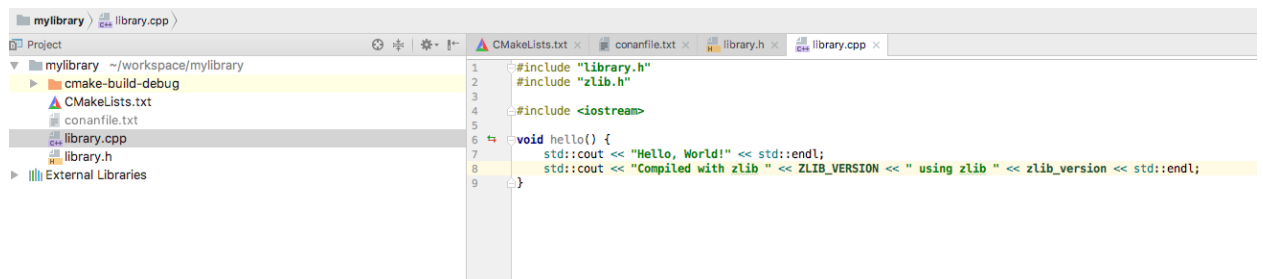 mylibrary library.cpp
Project
CMakeLists.txt conanfile.txt library.h library.cpp
mylibrary ~/workspace/mylibrary
cmake-build-debug
CMakeLists.txt
conanfile.txt
library.cpp
library.h
External Libraries
1 #include "library.h"
2 #include "zlib.h"
3
4 #include <iostream>
5
6 void hello() {
7 std::cout << "Hello, World!" << std::endl;
8 std::cout << "Compiled with zlib " << ZLIB_VERSION << " using zlib " << zlib_version << std::endl;
9 }